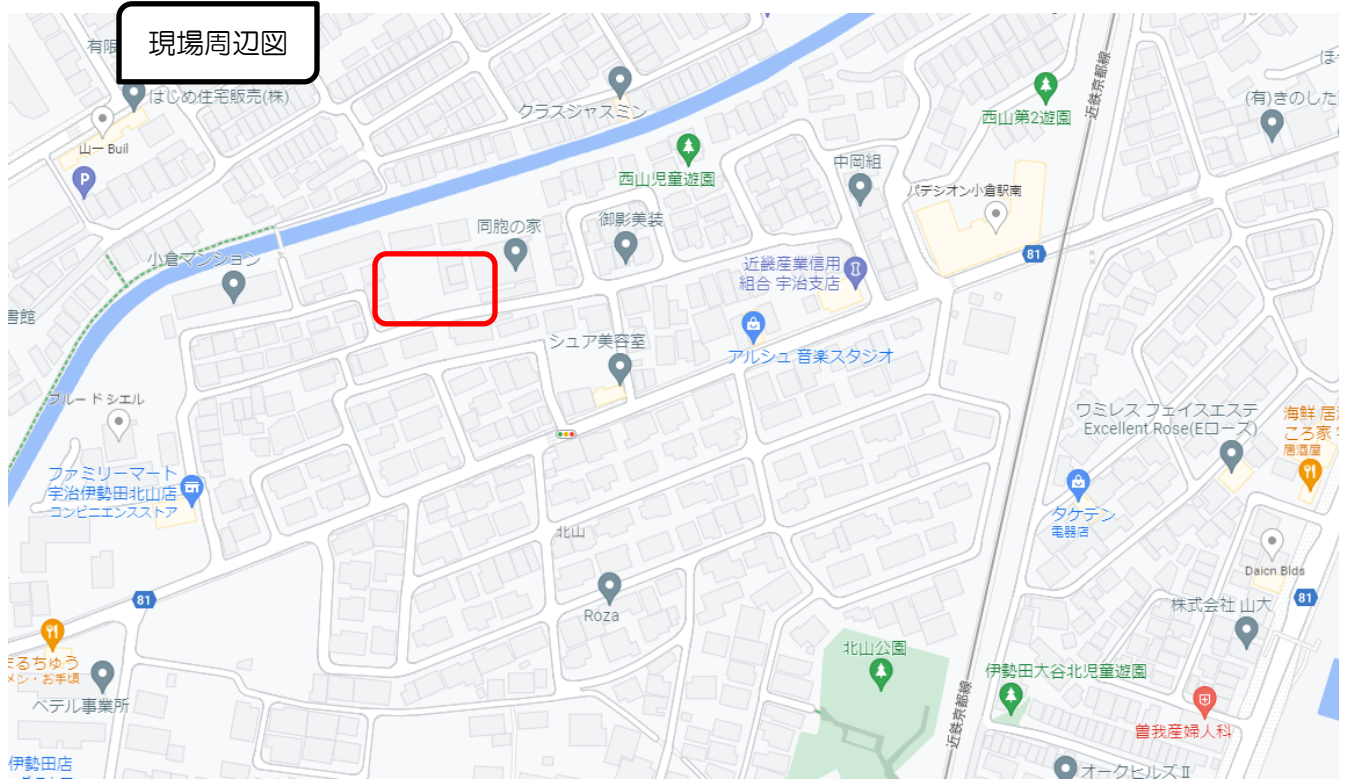 現場周辺図
有限
はじめ住宅販売(株)
山一 Buil
P
クラスジャスミン
西山児童遊園
西山第2遊園
近鉄京都線
(有)きのした
中岡組
パデシオン小倉駅南
同胞の家
御影美装
小倉マンション
81
近畿産業信用
組合 宇治支店
書館
シュア美容室
アルシュ 音楽スタジオ
ブルー ド シエル
ワミレス フェイスエステ
Excellent Rose(Eローズ)
海鮮 居
ころ家
居酒屋
ファミリーマート
宇治伊勢田北山店
コンビニエンスストア
タケデン
電器店
北山
Daicn Blds
81
Roza
株式会社 山大
81
まるちゅう
メン・お手頃
ベテル事業所
北山公園
伊勢田大谷北児童遊園
近鉄京都線
曽我産婦人科
伊勢田店
オークヒルズⅡ